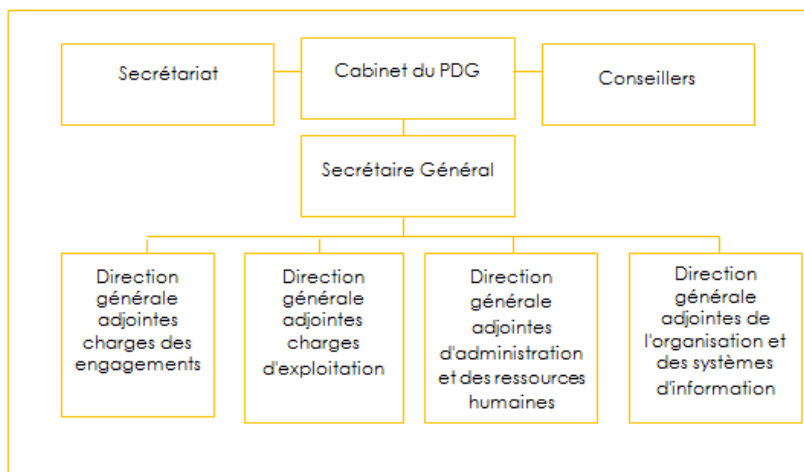 Secrétariat
Cabinet du PDG
Conseillers
Secrétaire Général
Direction
générale
adjointes
charges des
engagements
Direction
générale
adjointes
charges
d'exploitation
Direction
générale
adjointes
d'administration
et des ressources
humaines
Direction
générale
adjointes de
l'organisation et
des systèmes
d'information